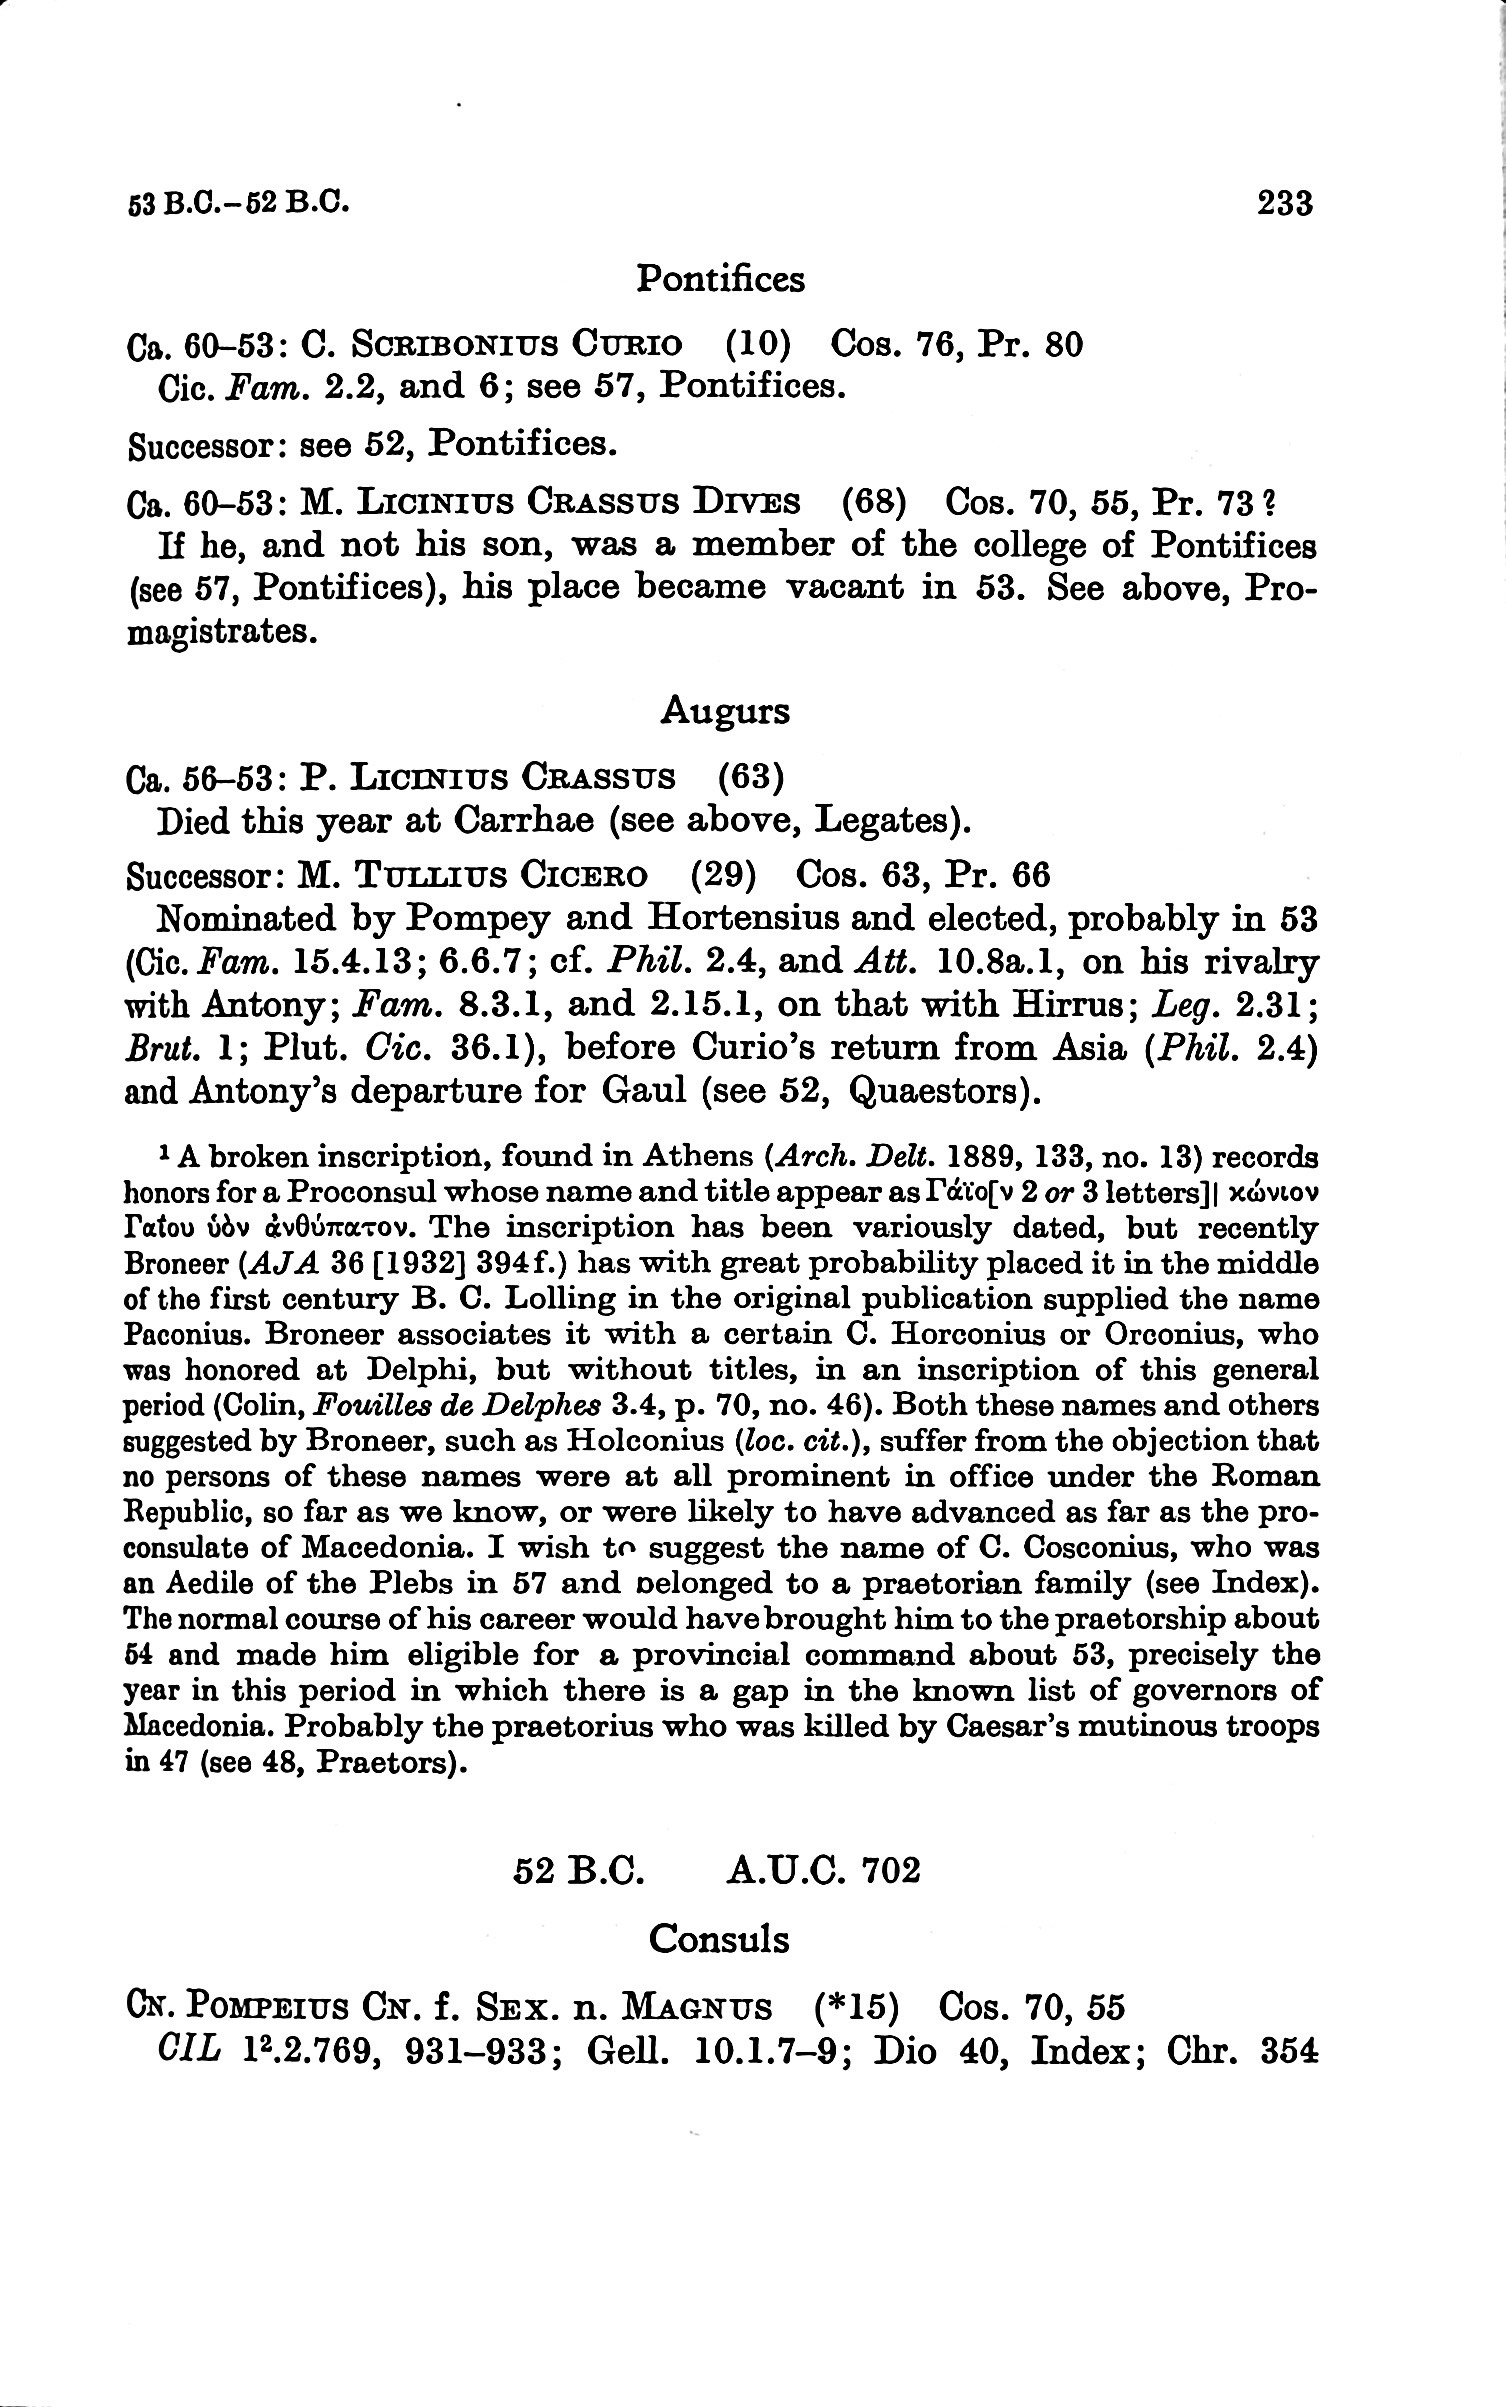 53 B.C.–52 B.C. 233
Pontifices
Ca. 60–53: C. SCRIBONIUS CURIO (10) Cos. 76, Pr. 80
Cic. Fam. 2.2, and 6; see 57, Pontifices.
Successor: see 52, Pontifices.
Ca. 60–53: M. LICINIUS CRASSUS DIVES (68) Cos. 70, 55, Pr. 73?
If he, and not his son, was a member of the college of Pontifices
(see 57, Pontifices), his place became vacant in 53. See above, Pro-
magistrates.
Augurs
Ca. 56–53: P. LICINIUS CRASSUS (63)
Died this year at Carrhae (see above, Legates).
Successor: M. TULLIUS CICERO (29) Cos. 63, Pr. 66
Nominated by Pompey and Hortensius and elected, probably in 53
(Cic. Fam. 15.4.13; 6.6.7; cf. Phil. 2.4, and Att. 10.8a.1, on his rivalry
with Antony; Fam. 8.3.1, and 2.15.1, on that with Hirrus; Leg. 2.31;
Brut. 1; Plut. Cic. 36.1), before Curio's return from Asia (Phil. 2.4)
and Antony's departure for Gaul (see 52, Quaestors).
¹ A broken inscription, found in Athens (Arch. Delt. 1889, 133, no. 13) records
honors for a Proconsul whose name and title appear as Γάϊο[ν 2 or 3 letters]| κώνιον
Γαίου ὑὸν ἀνθύπατον. The inscription has been variously dated, but recently
Broneer (AJA 36 [1932] 394f.) has with great probability placed it in the middle
of the first century B. C. Lolling in the original publication supplied the name
Paconius. Broneer associates it with a certain C. Horconius or Orconius, who
was honored at Delphi, but without titles, in an inscription of this general
period (Colin, Fouilles de Delphes 3.4, p. 70, no. 46). Both these names and others
suggested by Broneer, such as Holconius (loc. cit.), suffer from the objection that
no persons of these names were at all prominent in office under the Roman
Republic, so far as we know, or were likely to have advanced as far as the pro-
consulate of Macedonia. I wish to suggest the name of C. Cosconius, who was
an Aedile of the Plebs in 57 and belonged to a praetorian family (see Index).
The normal course of his career would have brought him to the praetorship about
54 and made him eligible for a provincial command about 53, precisely the
year in this period in which there is a gap in the known list of governors of
Macedonia. Probably the praetorius who was killed by Caesar's mutinous troops
in 47 (see 48, Praetors).
52 B.C. A.U.C. 702
Consuls
CN. POMPEIUS CN. f. SEX. n. MAGNUS (*15) Cos. 70, 55
CIL 1².2.769, 931–933; Gell. 10.1.7–9; Dio 40, Index; Chr. 354